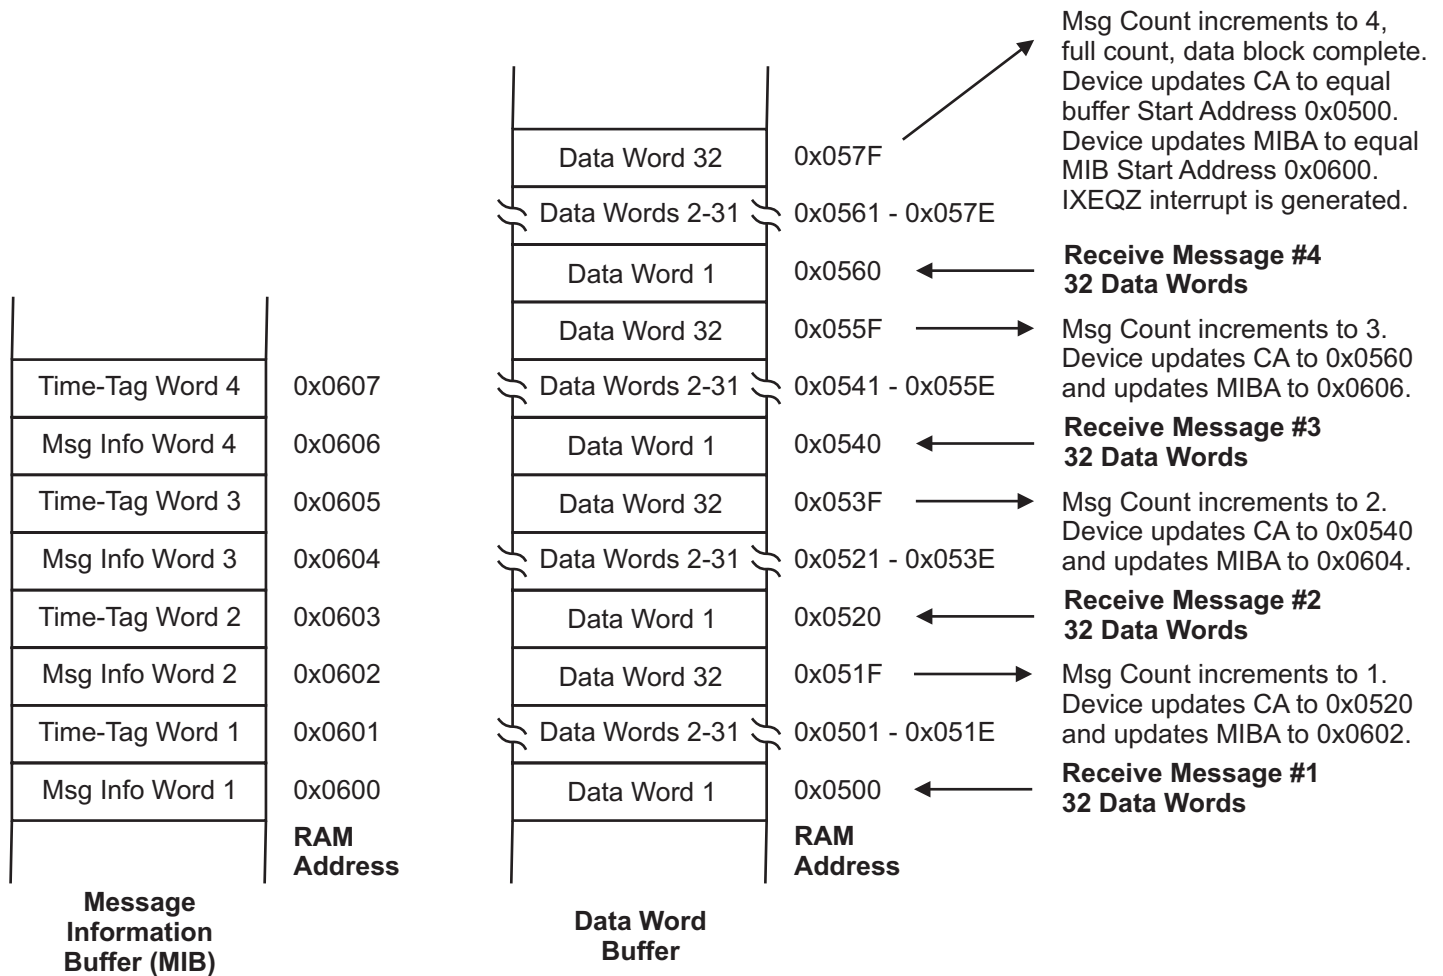 Msg Count increments to 4,
full count, data block complete.
Device updates CA to equal
buffer Start Address 0x0500.
Device updates MIBA to equal
MIB Start Address 0x0600.
IXEQZ interrupt is generated.
Data Word 32 0x057F
Data Words 2-31 0x0561 - 0x057E
Receive Message #4
32 Data Words
Data Word 1 0x0560
Data Word 32 0x055F
Msg Count increments to 3.
Device updates CA to 0x0560
and updates MIBA to 0x0606.
Time-Tag Word 4 0x0607
Data Words 2-31 0x0541 - 0x055E
Receive Message #3
32 Data Words
Msg Info Word 4 0x0606
Data Word 1 0x0540
Time-Tag Word 3 0x0605
Data Word 32 0x053F
Msg Count increments to 2.
Device updates CA to 0x0540
and updates MIBA to 0x0604.
Msg Info Word 3 0x0604
Data Words 2-31 0x0521 - 0x053E
Receive Message #2
32 Data Words
Time-Tag Word 2 0x0603
Data Word 1 0x0520
Msg Info Word 2 0x0602
Data Word 32 0x051F
Msg Count increments to 1.
Device updates CA to 0x0520
and updates MIBA to 0x0602.
Time-Tag Word 1 0x0601
Data Words 2-31 0x0501 - 0x051E
Receive Message #1
32 Data Words
Msg Info Word 1 0x0600
Data Word 1 0x0500
RAM
Address
RAM
Address
Message
Information
Buffer (MIB)
Data Word
Buffer